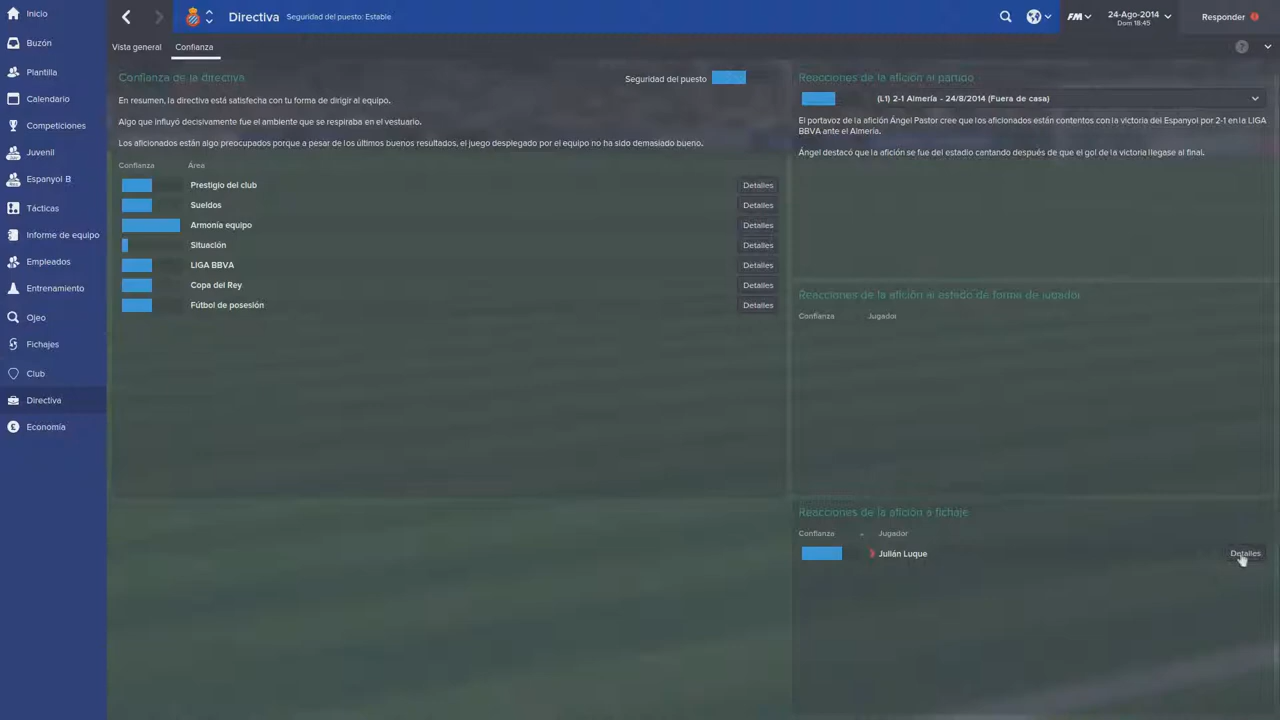 Inicio
Buzón
Plantilla
Calendario
Competiciones
Juvenil
Espanyol B
Tácticas
Informe de equipo
Empleados
Entrenamiento
Ojeo
Fichajes
Club
Directiva
Economía
Directiva
Seguridad del puesto: Estable
FM
24-Ago-2014
Dom 18:45
Responder
Vista general
Confianza
Confianza de la directiva
Seguridad del puesto
En resumen, la directiva está satisfecha con tu forma de dirigir al equipo.
Algo que influyó decisivamente fue el ambiente que se respiraba en el vestuario.
Los aficionados están algo preocupados porque a pesar de los últimos buenos resultados, el juego desplegado por el equipo no ha sido demasiado bueno.
Confianza Área
Prestigio del club Detalles
Sueldos Detalles
Armonía equipo Detalles
Situación Detalles
LIGA BBVA Detalles
Copa del Rey Detalles
Fútbol de posesión Detalles
Reacciones de la afición al partido
(L1) 2-1 Almería - 24/8/2014 (Fuera de casa)
El portavoz de la afición Ángel Pastor cree que los aficionados están contentos con la victoria del Espanyol por 2-1 en la LIGA
BBVA ante el Almería.
Ángel destacó que la afición se fue del estadio cantando después de que el gol de la victoria llegase al final.
Reacciones de la afición al estado de forma de jugador
Confianza Jugador
Reacciones de la afición a fichaje
Confianza Jugador
Julián Luque Detalles